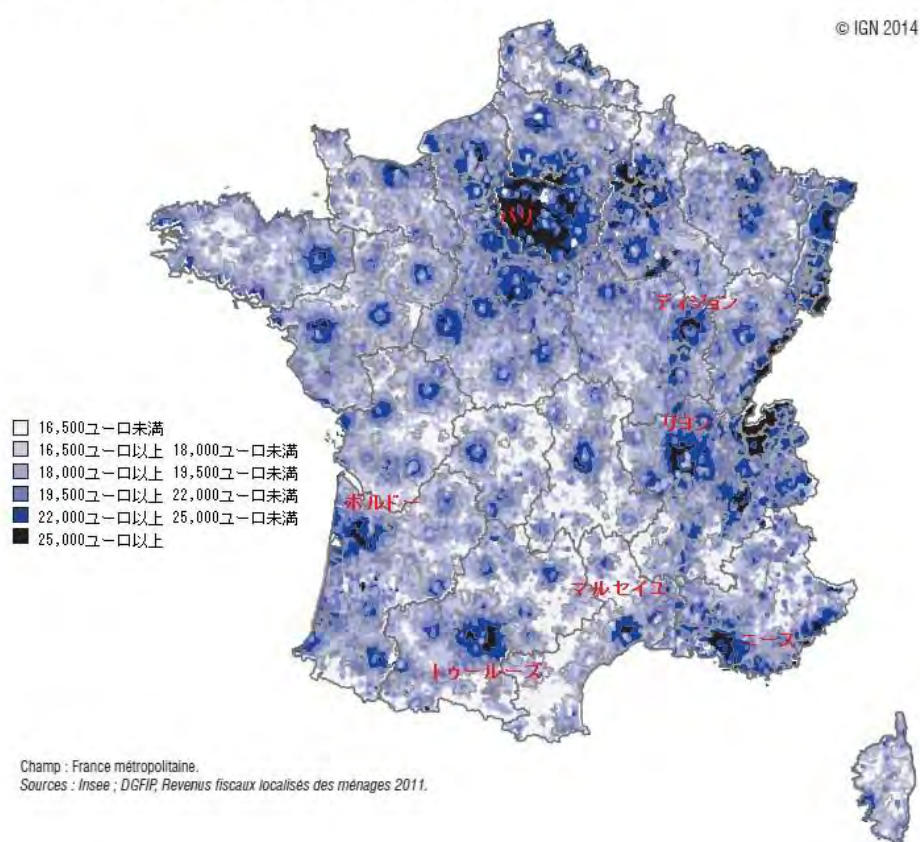 © IGN 2014
パリ
ディジョン
リヨン
16,500ユーロ未満
16,500ユーロ以上 18,000ユーロ未満
18,000ユーロ以上 19,500ユーロ未満
19,500ユーロ以上 22,000ユーロ未満
22,000ユーロ以上 25,000ユーロ未満
25,000ユーロ以上
ボルドー
マルセイユ
ニース
トゥールーズ
Champ : France métropolitaine.
Sources : Insee ; DGFIP, Revenus fiscaux localisés des ménages 2011.